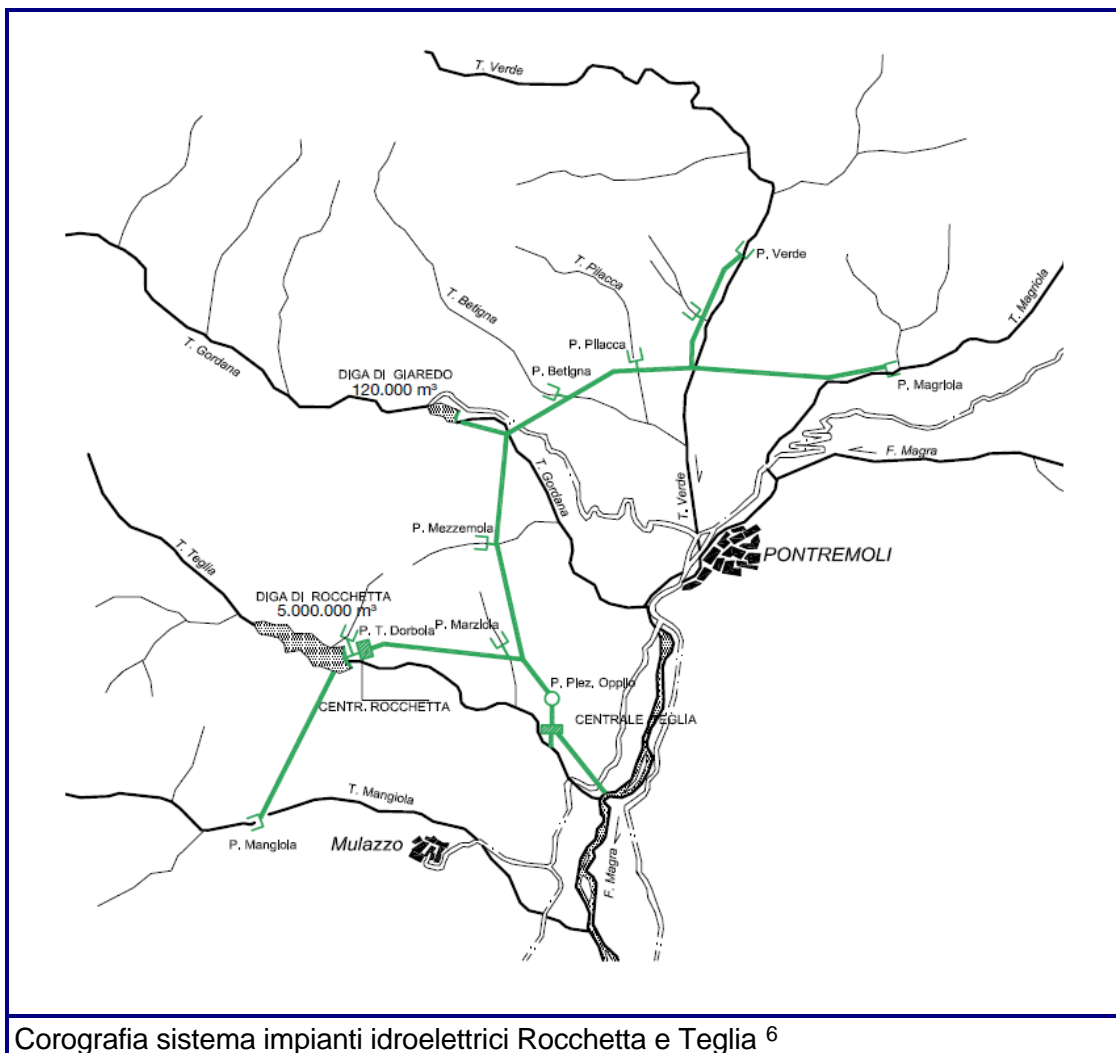 T. Verde
P. Verde
T. Magriola
T. Pilacca
T. Betigna
P. Pilacca
P. Betigna
P. Magriola
T. Gordana
DIGA DI GIAREDO
120.000 m³
F. Magra
T. Gordana
T. Verde
P. Mezzemola
PONTREMOLI
T. Teglia
DIGA DI ROCCHETTA
5.000.000 m³
P. T. Dorbola
P. Marziola
P. Piez. Oppilo
CENTR. ROCCHETTA
CENTRALE TEGLIA
T. Mangiola
P. Mangiola
Mulazzo
F. Magra
Corografia sistema impianti idroelettrici Rocchetta e Teglia 6